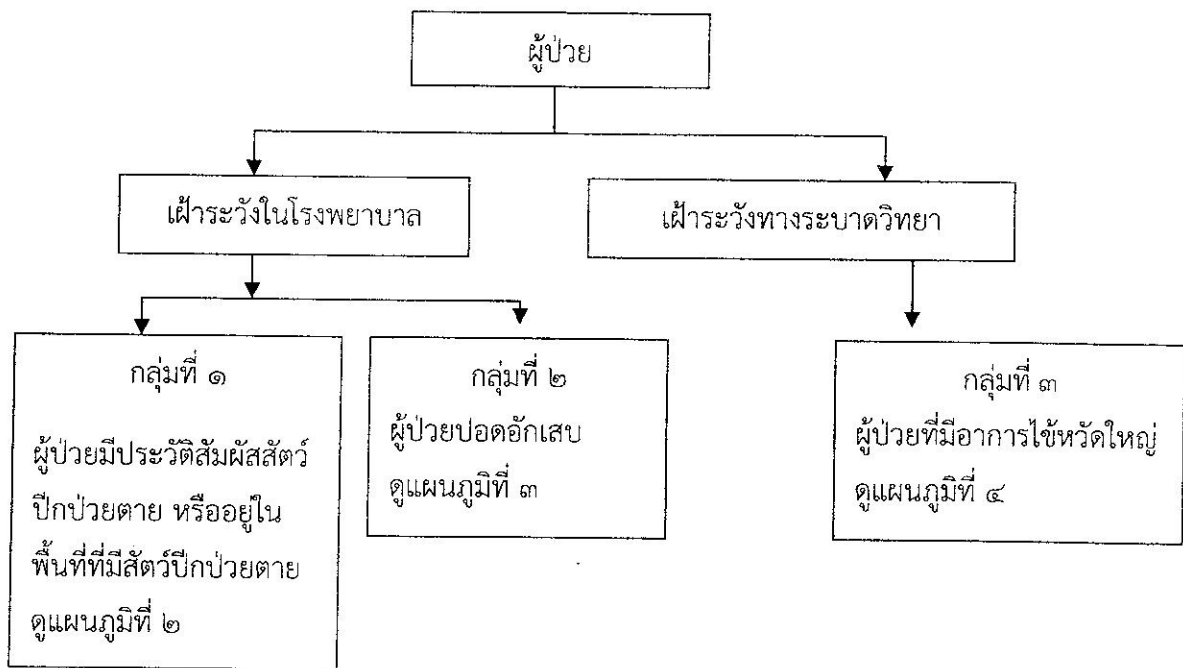 ผู้ป่วย
เฝ้าระวังในโรงพยาบาล
เฝ้าระวังทางระบาดวิทยา
กลุ่มที่ ๑
ผู้ป่วยมีประวัติสัมผัสสัตว์
ปีกป่วยตาย หรืออยู่ใน
พื้นที่ที่มีสัตว์ปีกป่วยตาย
ดูแผนภูมิที่ ๒
กลุ่มที่ ๒
ผู้ป่วยปอดอักเสบ
ดูแผนภูมิที่ ๓
กลุ่มที่ ๓
ผู้ป่วยที่มีอาการไข้หวัดใหญ่
ดูแผนภูมิที่ ๔